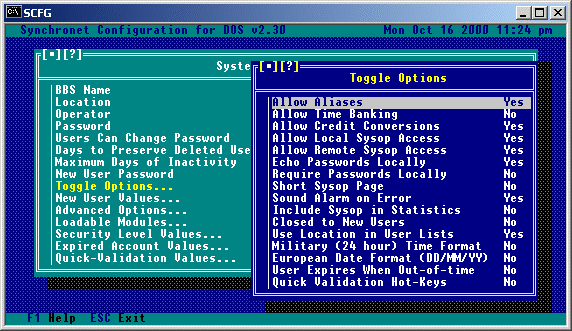 SCFG
Synchronet Configuration for DOS v2.30 Mon Oct 16 2000 11:24 pm
[■][?]
Syste
BBS Name
Location
Operator
Password
Users Can Change Password
Days to Preserve Deleted Use
Maximum Days of Inactivity
New User Password
Toggle Options...
New User Values...
Advanced Options...
Loadable Modules...
Security Level Values...
Expired Account Values...
Quick-Validation Values...
[■][?]
Toggle Options
Allow Aliases Yes
Allow Time Banking No
Allow Credit Conversions Yes
Allow Local Sysop Access Yes
Allow Remote Sysop Access Yes
Echo Passwords Locally Yes
Require Passwords Locally No
Short Sysop Page No
Sound Alarm on Error Yes
Include Sysop in Statistics No
Closed to New Users No
Use Location in User Lists Yes
Military (24 hour) Time Format No
European Date Format (DD/MM/YY) No
User Expires When Out-of-time No
Quick Validation Hot-Keys No
F1 Help ESC Exit